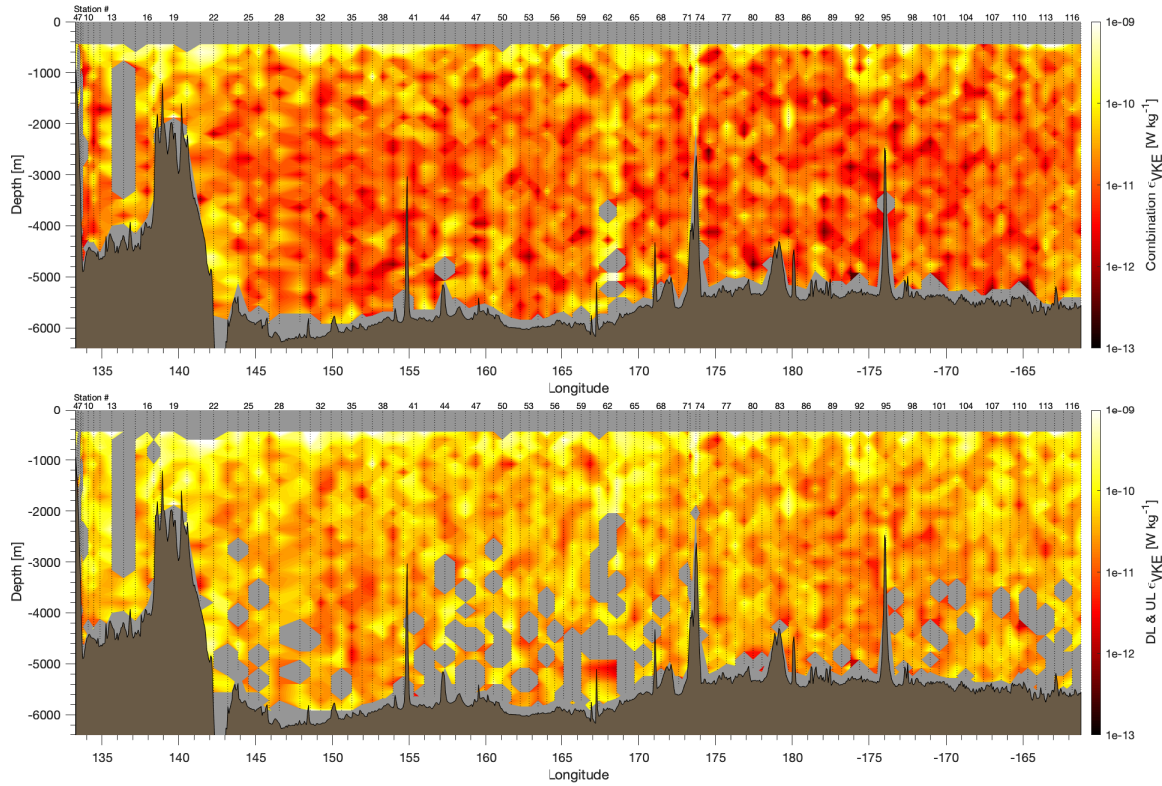 Station #
47 10 13 16 19 22 25 28 32 35 38 41 44 47 50 53 56 59 62 65 68 71 74 77 80 83 86 89 92 95 98 101 104 107 110 113 116
0
-1000
-2000
-3000
-4000
-5000
-6000
Depth [m]
135 140 145 150 155 160 165 170 175 180 -175 -170 -165
Longitude
1e-09
1e-10
1e-11
1e-12
1e-13
Combination ϵVKE [W kg-1]
Station #
47 10 13 16 19 22 25 28 32 35 38 41 44 47 50 53 56 59 62 65 68 71 74 77 80 83 86 89 92 95 98 101 104 107 110 113 116
0
-1000
-2000
-3000
-4000
-5000
-6000
Depth [m]
135 140 145 150 155 160 165 170 175 180 -175 -170 -165
Longitude
1e-09
1e-10
1e-11
1e-12
1e-13
DL & UL ϵVKE [W kg-1]